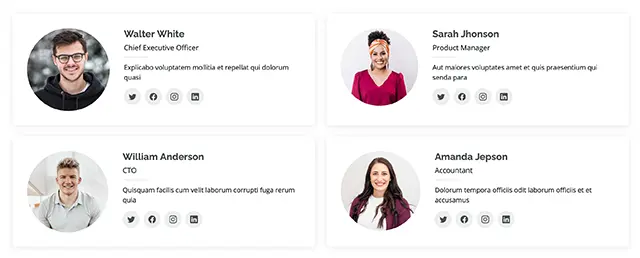 Walter White
Chief Executive Officer
Explicabo voluptatem mollitia et repellat qui dolorum
quasi
Sarah Jhonson
Product Manager
Aut maiores voluptates amet et quis praesentium qui
senda para
William Anderson
CTO
Quisquam facilis cum velit laborum corrupti fuga rerum
quia
Amanda Jepson
Accountant
Dolorum tempora officiis odit laborum officiis et et
accusamus